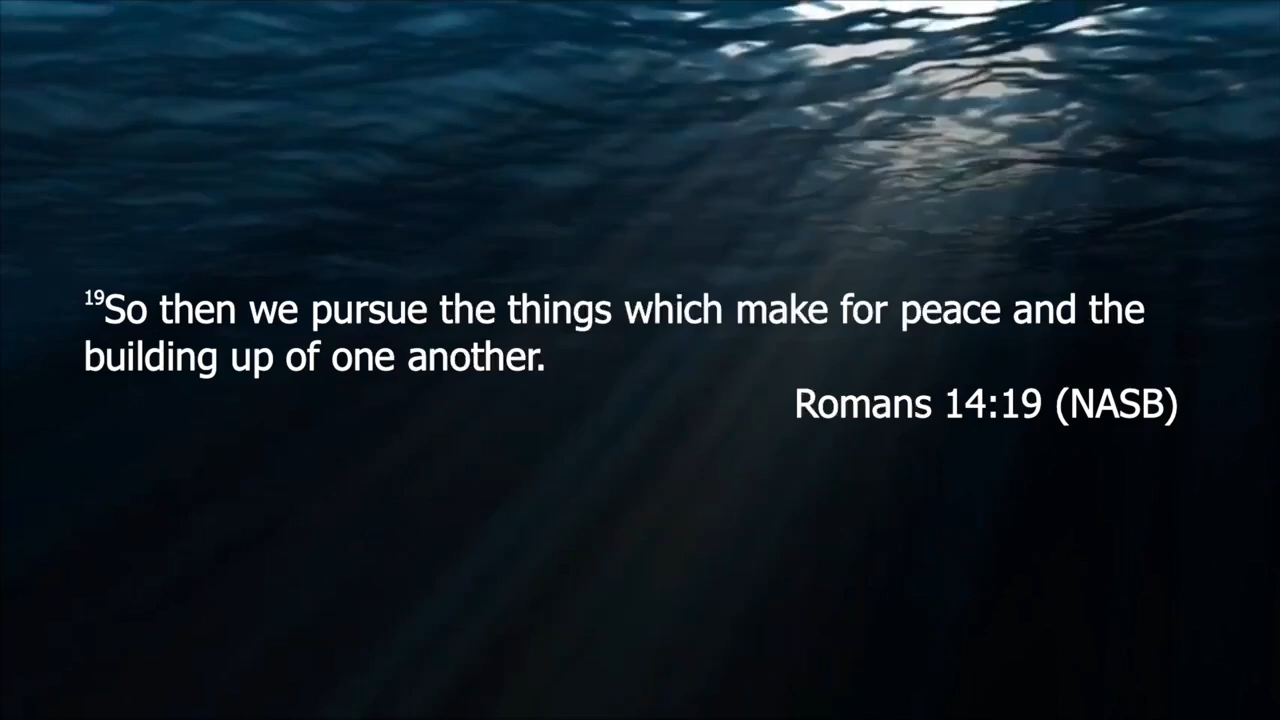 ¹⁹So then we pursue the things which make for peace and the
building up of one another.
Romans 14:19 (NASB)